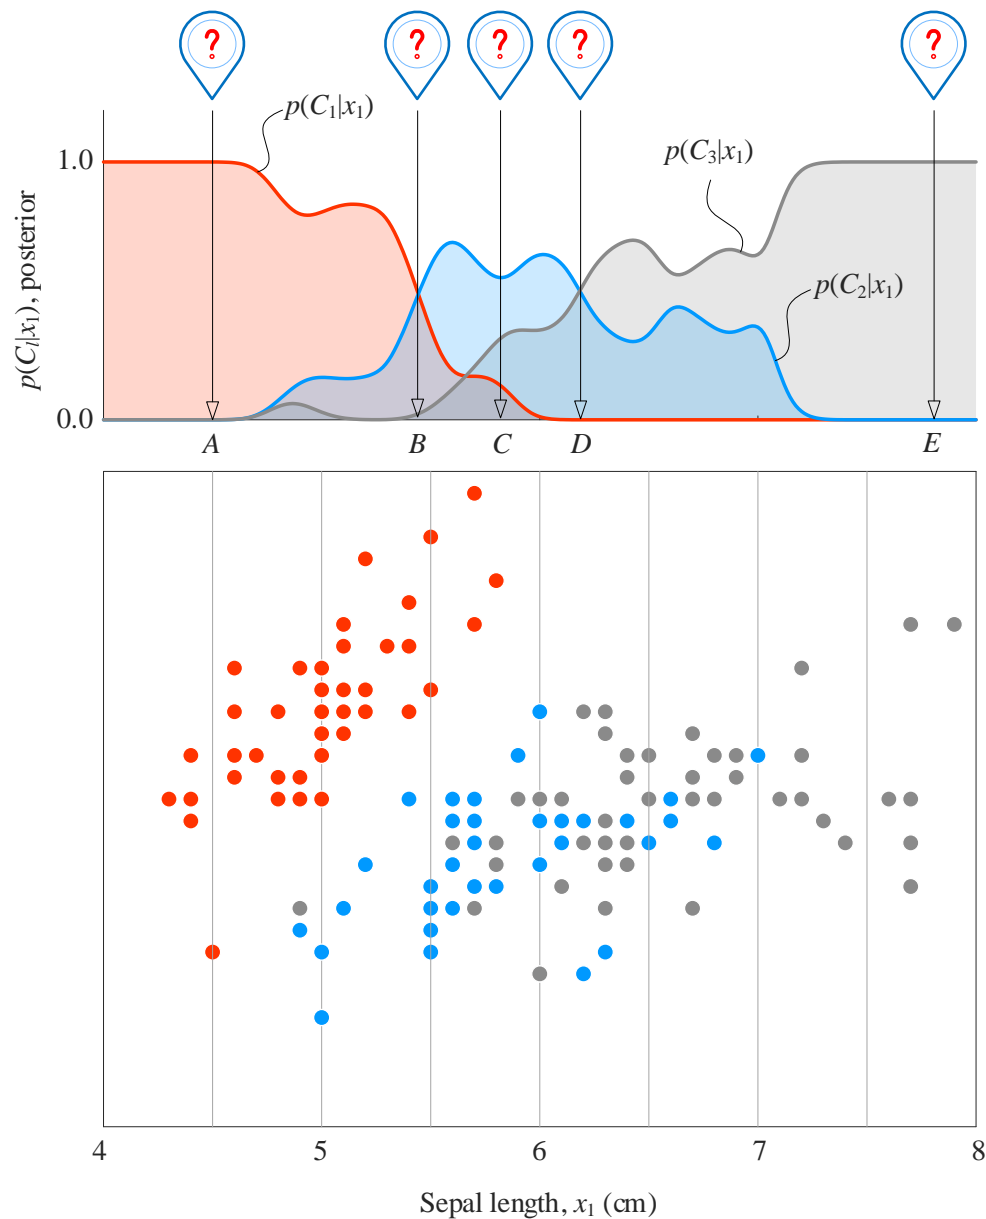 ? ? ? ? ?
p(C₁|x₁)
p(C₃|x₁)
p(C₂|x₁)
p(Cₗ|x₁), posterior
1.0
0.0
A B C D E
4 5 6 7 8
Sepal length, x₁ (cm)